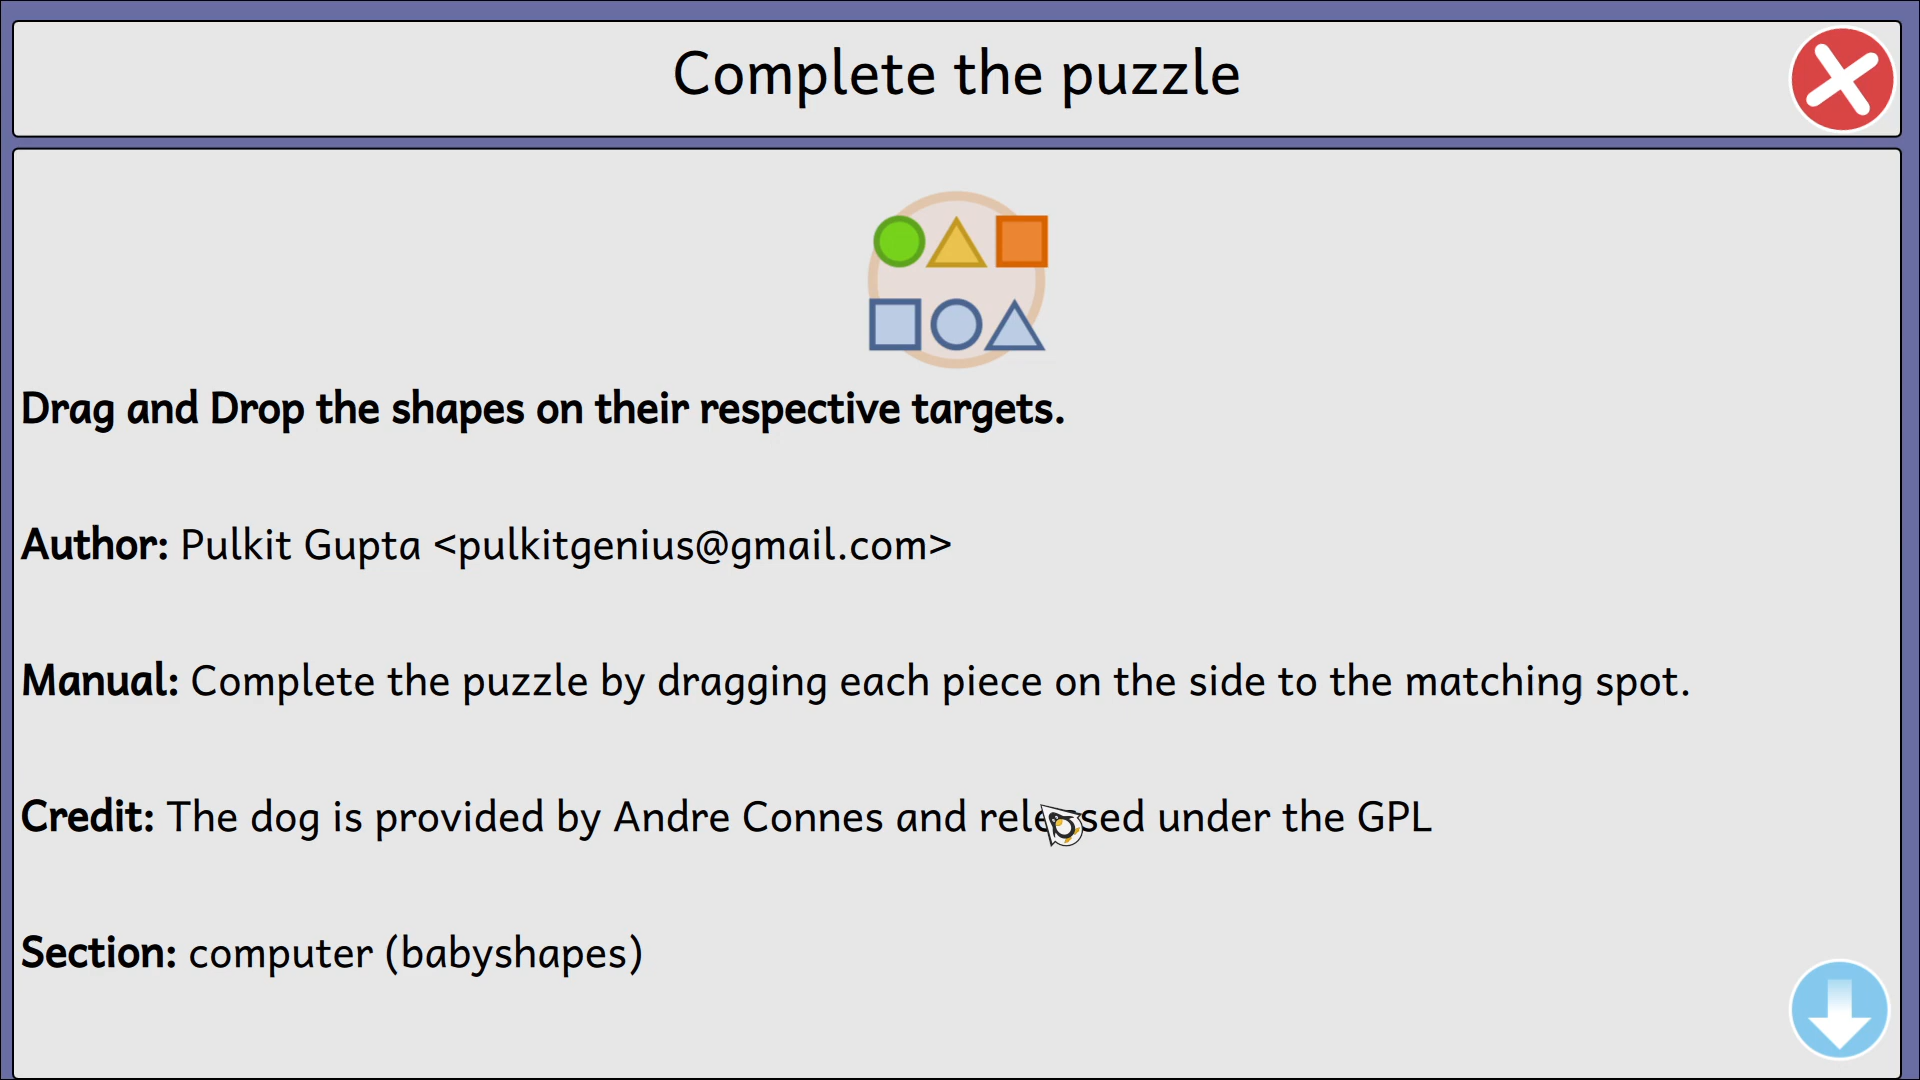 Complete the puzzle
Drag and Drop the shapes on their respective targets.
Author: Pulkit Gupta <pulkitgenius@gmail.com>
Manual: Complete the puzzle by dragging each piece on the side to the matching spot.
Credit: The dog is provided by Andre Connes and released under the GPL
Section: computer (babyshapes)